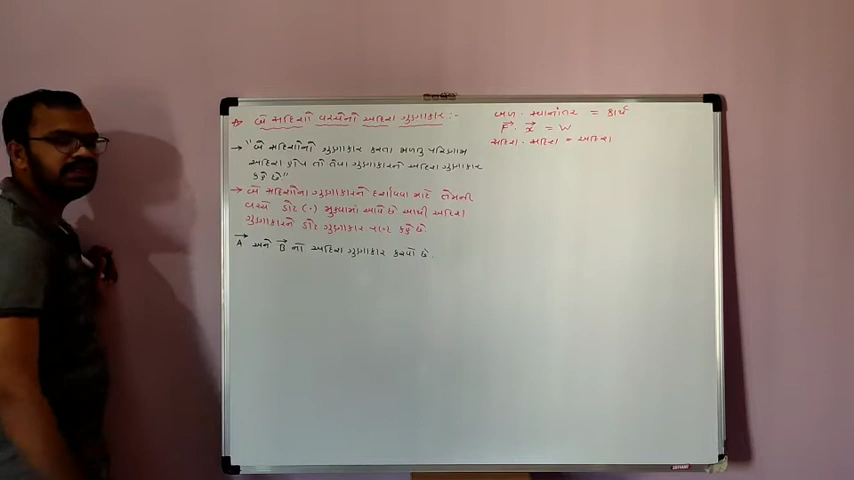 બે સદિશો વચ્ચેનો અદિશ ગુણાકાર :-
→ "બે સદિશોનો ગુણાકાર કરતા મળતુ પરિણામ
અદિશ હોય તો તેવા ગુણાકારને અદિશ ગુણાકાર
કહે છે"
→ બે સદિશોના ગુણાકારને દર્શાવવા માટે તેમની
વચ્ચે ડોટ (·) મુકવામાં આવે છે આથી અદિશ
ગુણાકારને ડોટ ગુણાકાર પણ કહે છે
A⃗ અને B⃗ નો અદિશ ગુણાકાર કરવો છે.
બળ · સ્થાનાંતર = કાર્ય
F⃗ · x⃗ = W
સદિશ · સદિશ = અદિશ